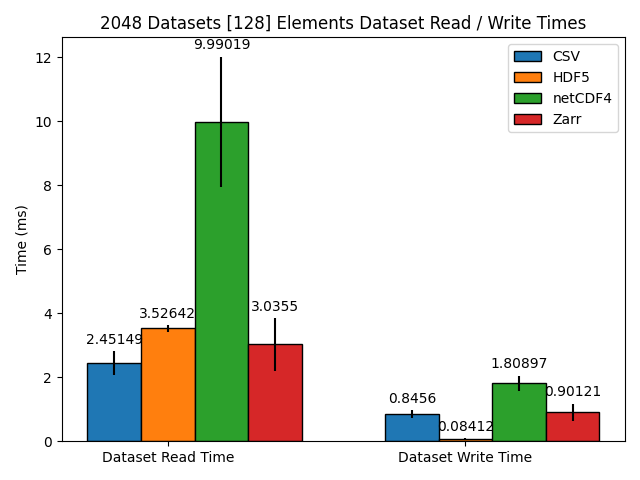 2048 Datasets [128] Elements Dataset Read / Write Times
9.99019
CSV
HDF5
netCDF4
Zarr
12
10
8
6
4
2
0
Time (ms)
2.45149
3.52642
3.0355
0.8456
0.08412
1.80897
0.90121
Dataset Read Time
Dataset Write Time